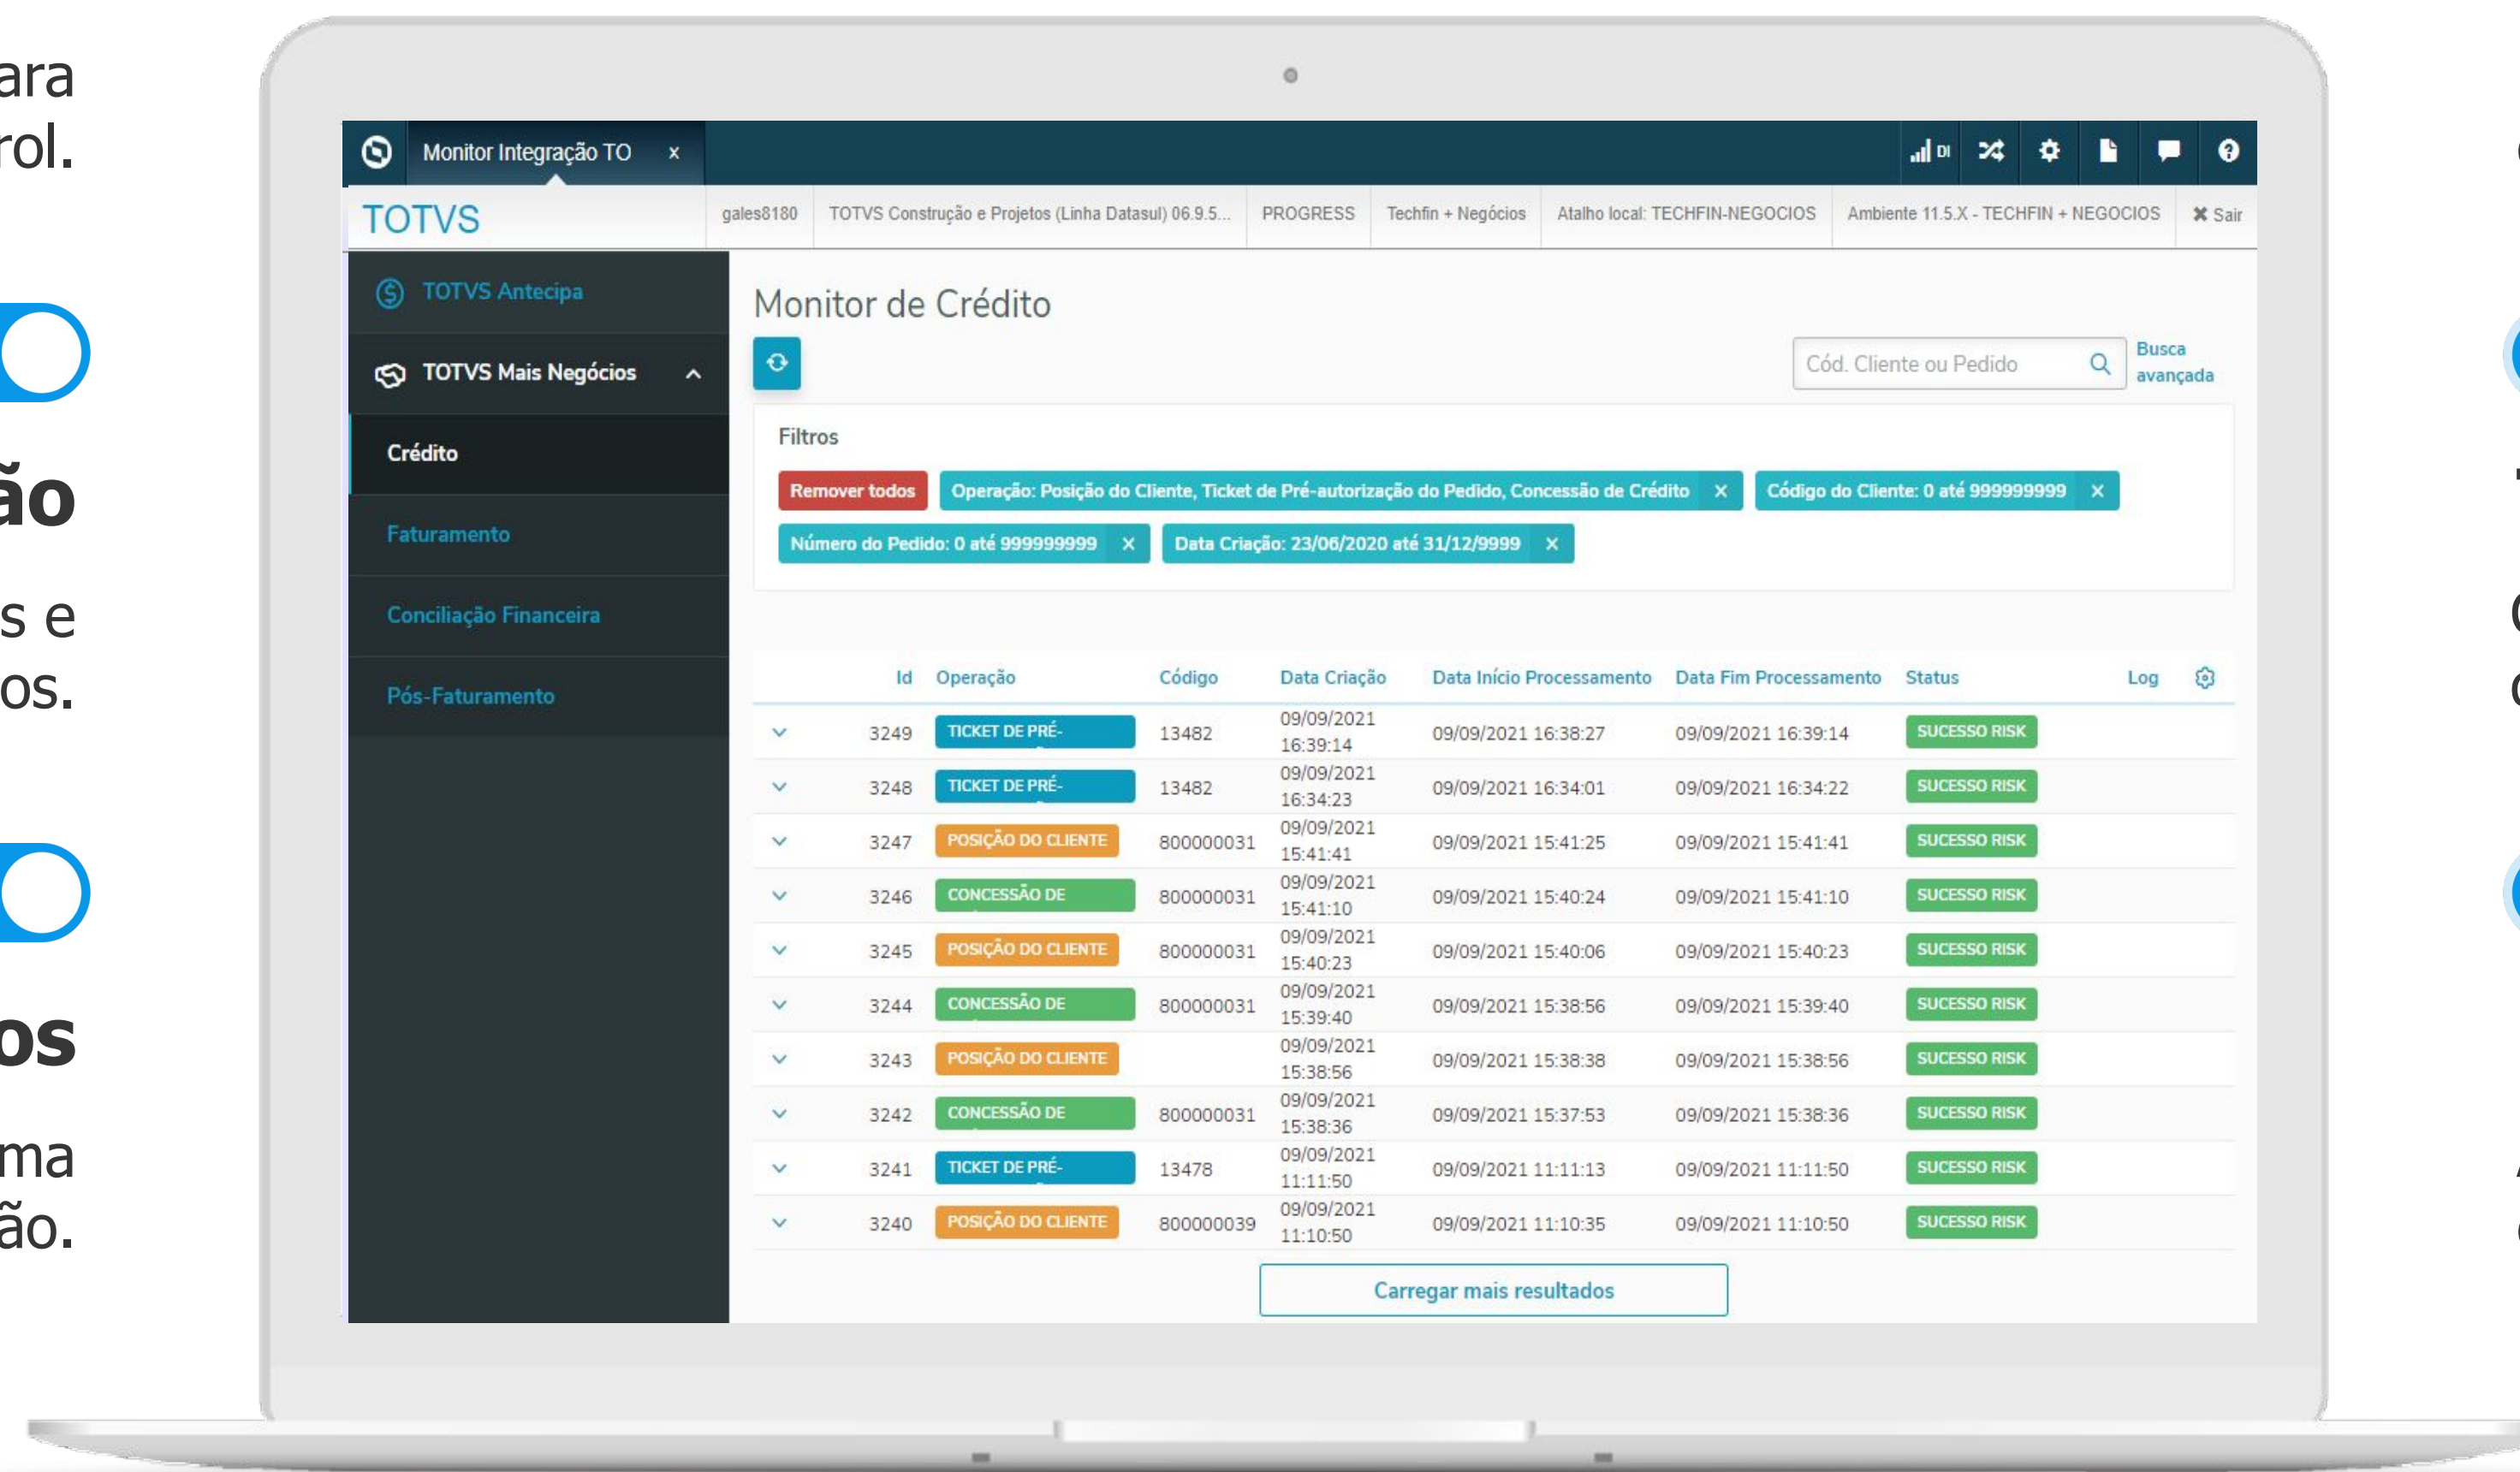 ara
rol.
ão
s e
os.
os
ma
ão.
Monitor Integração TO x
DI
TOTVS
gales8180 TOTVS Construção e Projetos (Linha Datasul) 06.9.5... PROGRESS Techfin + Negócios Atalho local: TECHFIN-NEGOCIOS Ambiente 11.5.X - TECHFIN + NEGOCIOS Sair
TOTVS Antecipa
TOTVS Mais Negócios
Crédito
Faturamento
Conciliação Financeira
Pós-Faturamento
Monitor de Crédito
Cód. Cliente ou Pedido
Busca
avançada
Filtros
Remover todos Operação: Posição do Cliente, Ticket de Pré-autorização do Pedido, Concessão de Crédito X Código do Cliente: 0 até 999999999 X
Número do Pedido: 0 até 999999999 X Data Criação: 23/06/2020 até 31/12/9999 X
Id Operação Código Data Criação Data Início Processamento Data Fim Processamento Status Log
3249 TICKET DE PRÉ- 13482 09/09/2021 16:39:14 09/09/2021 16:38:27 09/09/2021 16:39:14 SUCESSO RISK
3248 TICKET DE PRÉ- 13482 09/09/2021 16:34:23 09/09/2021 16:34:01 09/09/2021 16:34:22 SUCESSO RISK
3247 POSIÇÃO DO CLIENTE 800000031 09/09/2021 15:41:41 09/09/2021 15:41:25 09/09/2021 15:41:41 SUCESSO RISK
3246 CONCESSÃO DE 800000031 09/09/2021 15:41:10 09/09/2021 15:40:24 09/09/2021 15:41:10 SUCESSO RISK
3245 POSIÇÃO DO CLIENTE 800000031 09/09/2021 15:40:23 09/09/2021 15:40:06 09/09/2021 15:40:23 SUCESSO RISK
3244 CONCESSÃO DE 800000031 09/09/2021 15:39:40 09/09/2021 15:38:56 09/09/2021 15:39:40 SUCESSO RISK
3243 POSIÇÃO DO CLIENTE 09/09/2021 15:38:56 09/09/2021 15:38:38 09/09/2021 15:38:56 SUCESSO RISK
3242 CONCESSÃO DE 800000031 09/09/2021 15:38:36 09/09/2021 15:37:53 09/09/2021 15:38:36 SUCESSO RISK
3241 TICKET DE PRÉ- 13478 09/09/2021 11:11:50 09/09/2021 11:11:13 09/09/2021 11:11:50 SUCESSO RISK
3240 POSIÇÃO DO CLIENTE 800000039 09/09/2021 11:10:50 09/09/2021 11:10:35 09/09/2021 11:10:50 SUCESSO RISK
Carregar mais resultados